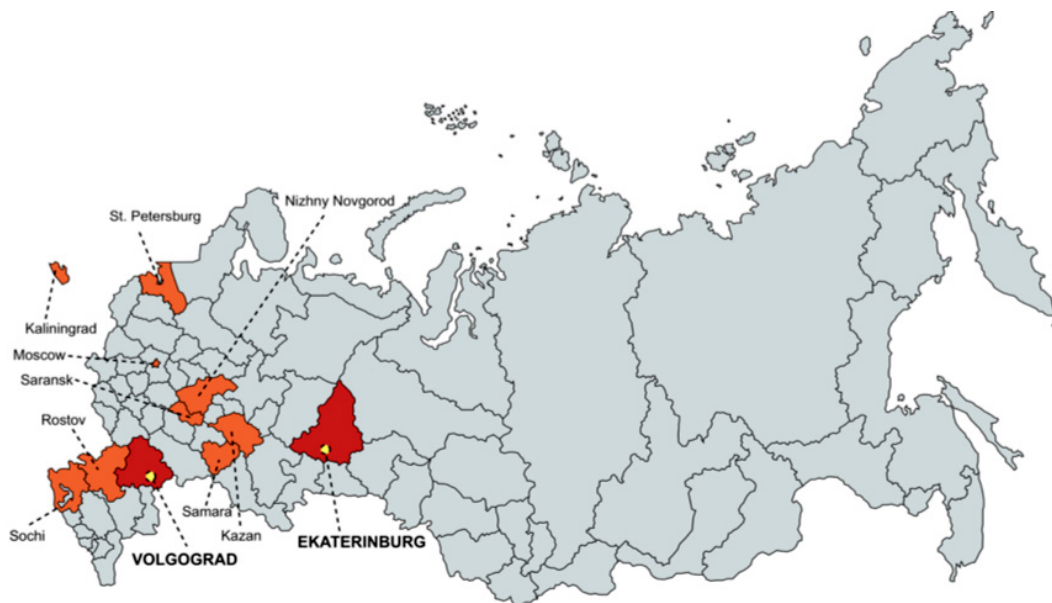 Nizhny Novgorod
St. Petersburg
Kaliningrad
Moscow
Saransk
Rostov
Samara
Sochi
Kazan
EKATERINBURG
VOLGOGRAD